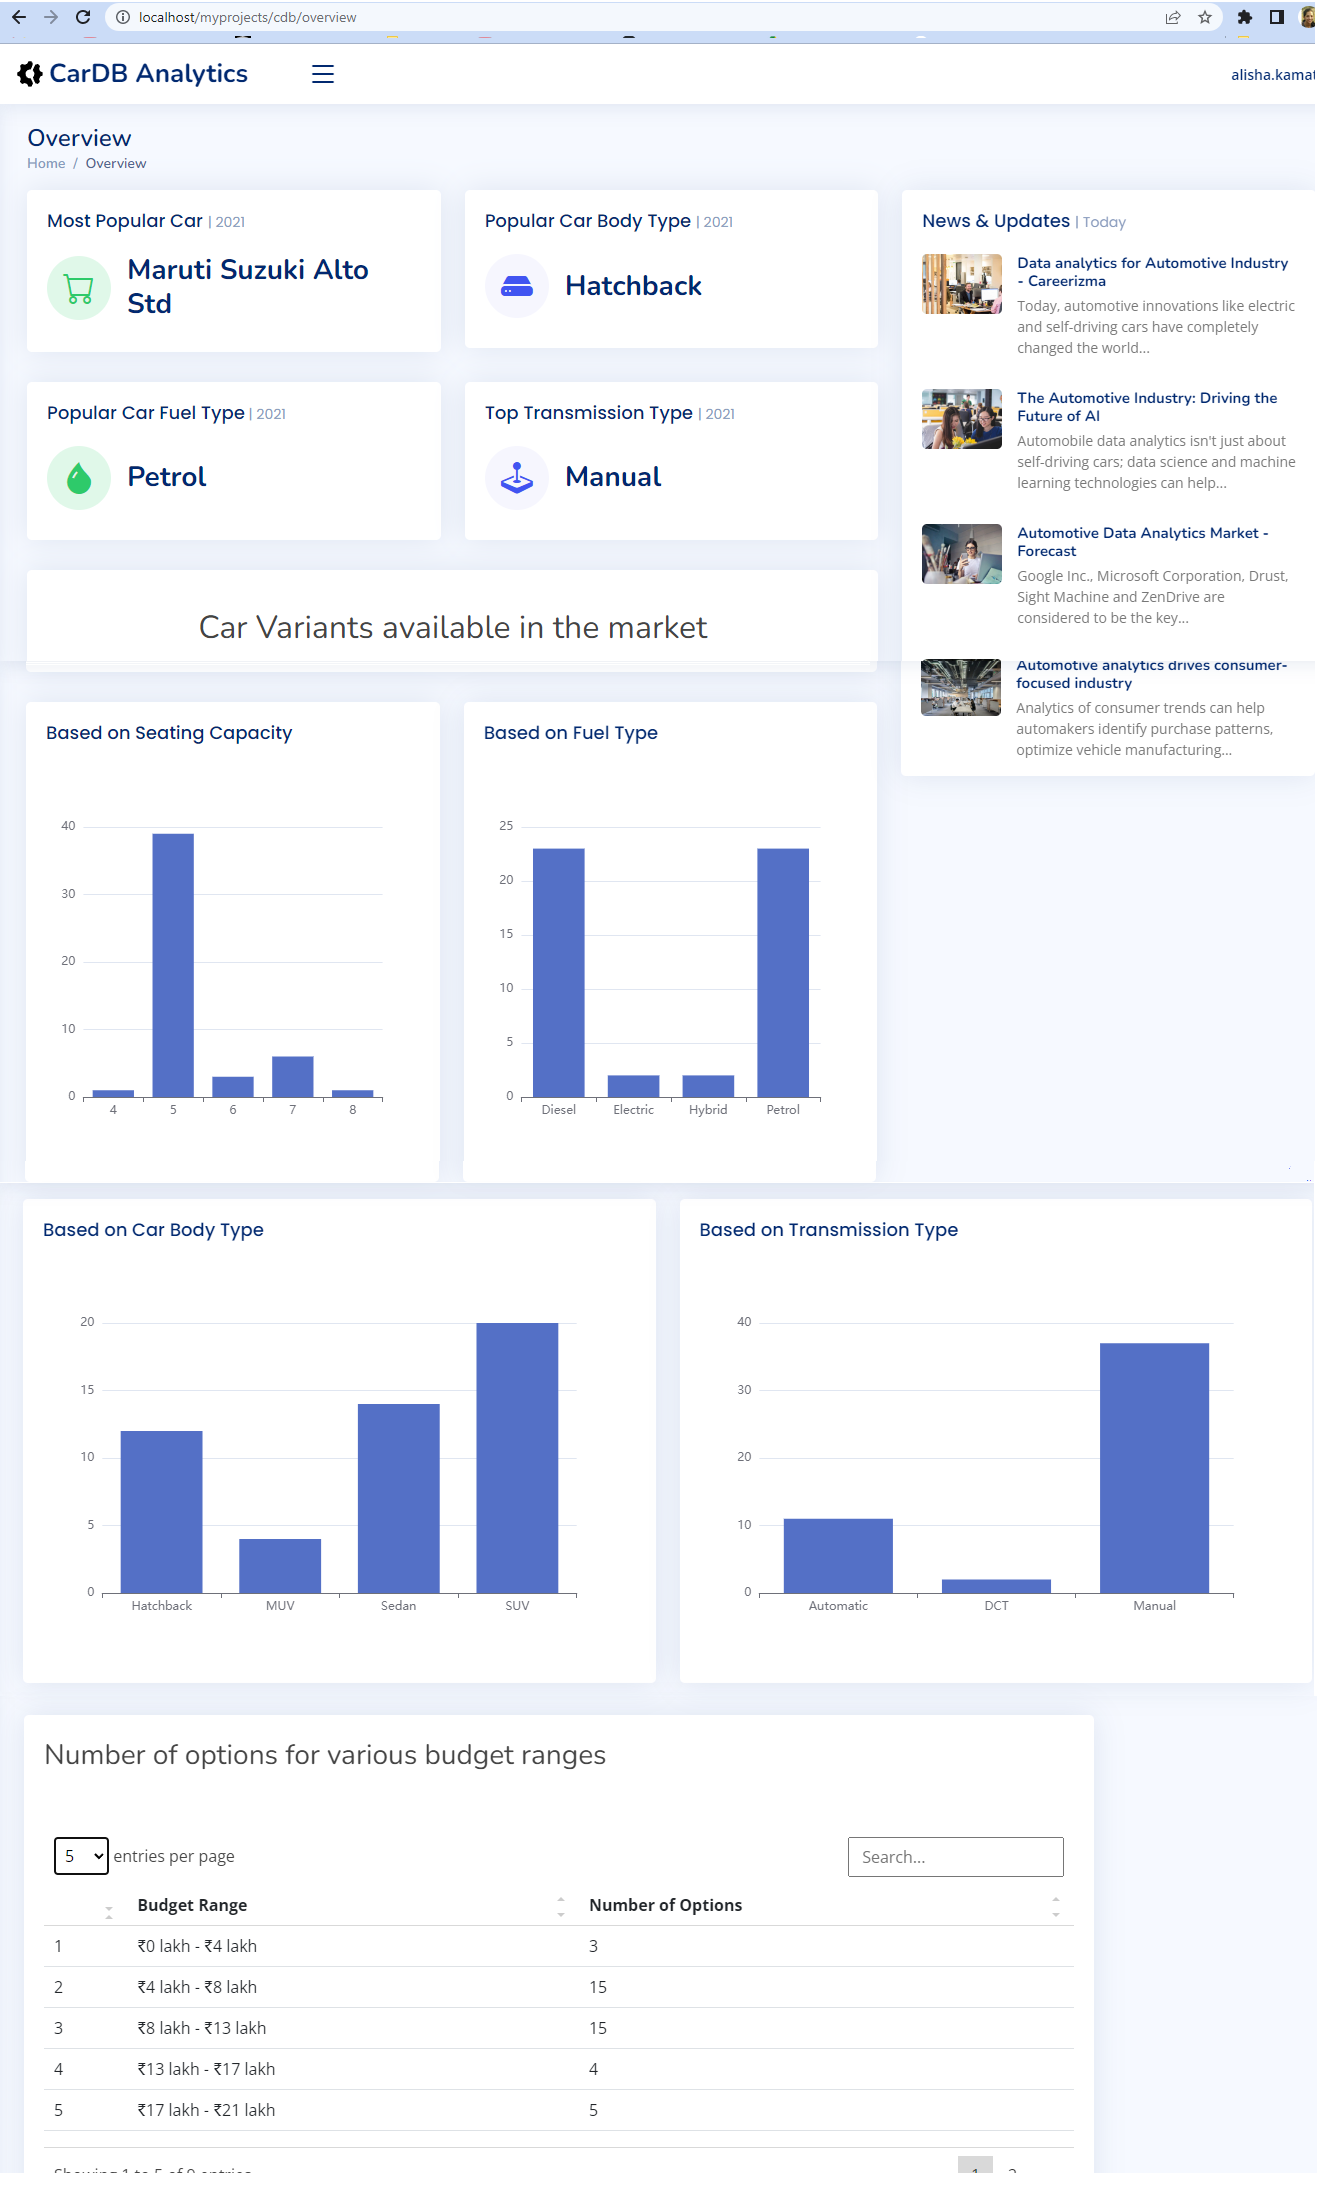 localhost/myprojects/cdb/overview
CarDB Analytics
alisha.kamat
Overview
Home / Overview
Most Popular Car | 2021
Maruti Suzuki Alto
Std
Popular Car Body Type | 2021
Hatchback
Popular Car Fuel Type | 2021
Petrol
Top Transmission Type | 2021
Manual
News & Updates | Today
Data analytics for Automotive Industry
- Careerizma
Today, automotive innovations like electric
and self-driving cars have completely
changed the world...
The Automotive Industry: Driving the
Future of AI
Automobile data analytics isn't just about
self-driving cars; data science and machine
learning technologies can help...
Automotive Data Analytics Market -
Forecast
Google Inc., Microsoft Corporation, Drust,
Sight Machine and ZenDrive are
considered to be the key...
Automotive analytics drives consumer-
focused industry
Analytics of consumer trends can help
automakers identify purchase patterns,
optimize vehicle manufacturing...
Car Variants available in the market
Based on Seating Capacity
40
30
20
10
0
4 5 6 7 8
Based on Fuel Type
25
20
15
10
5
0
Diesel Electric Hybrid Petrol
Based on Car Body Type
20
15
10
5
0
Hatchback MUV Sedan SUV
Based on Transmission Type
40
30
20
10
0
Automatic DCT Manual
Number of options for various budget ranges
5 entries per page
Search...
Budget Range Number of Options
1 ₹0 lakh - ₹4 lakh 3
2 ₹4 lakh - ₹8 lakh 15
3 ₹8 lakh - ₹13 lakh 15
4 ₹13 lakh - ₹17 lakh 4
5 ₹17 lakh - ₹21 lakh 5
Showing 1 to 5 of 9 entries
1 2